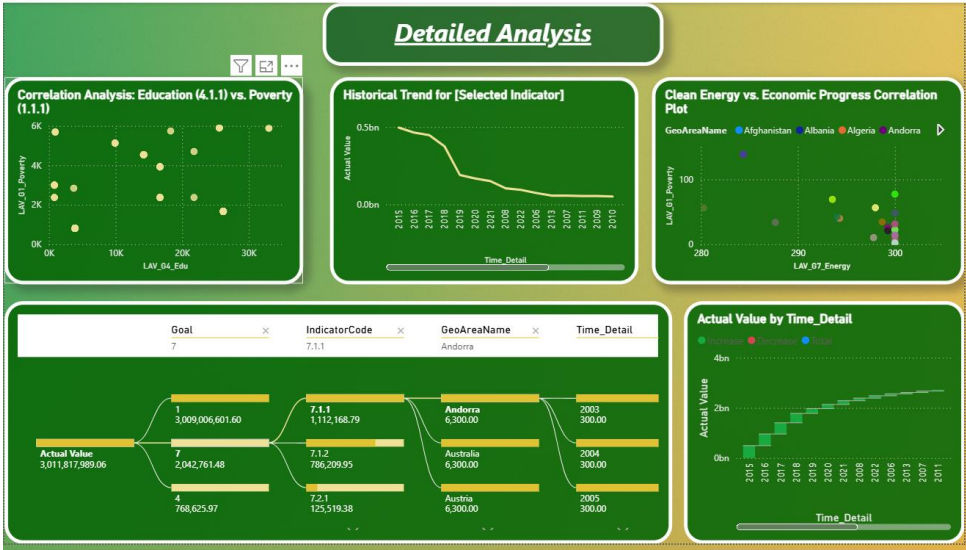 Detailed Analysis
Correlation Analysis: Education (4.1.1) vs. Poverty
(1.1.1)
6K
4K
2K
0K
LAV_G1_Poverty
0K 10K 20K 30K
LAV_G4_Edu
Historical Trend for [Selected Indicator]
0.5bn
0.0bn
Actual Value
2015 2016 2017 2018 2019 2020 2021 2008 2022 2006 2013 2007 2011 2009 2010
Time_Detail
Clean Energy vs. Economic Progress Correlation
Plot
GeoAreaName Afghanistan Albania Algeria Andorra
100
0
LAV_G1_Poverty
280 290 300
LAV_G7_Energy
Goal × IndicatorCode × GeoAreaName × Time_Detail
7 7.1.1 Andorra
1 7.1.1 Andorra 2003
3,009,006,601.60 1,112,168.79 6,300.00 300.00
Actual Value 7 7.1.2 Australia 2004
3,011,817,989.06 2,042,761.48 786,209.95 6,300.00 300.00
4 7.2.1 Austria 2005
768,625.97 125,519.38 6,300.00 300.00
Actual Value by Time_Detail
Increase Decrease Total
4bn
2bn
0bn
Actual Value
2015 2016 2017 2018 2019 2020 2021 2008 2022 2006 2013 2007 2011
Time_Detail